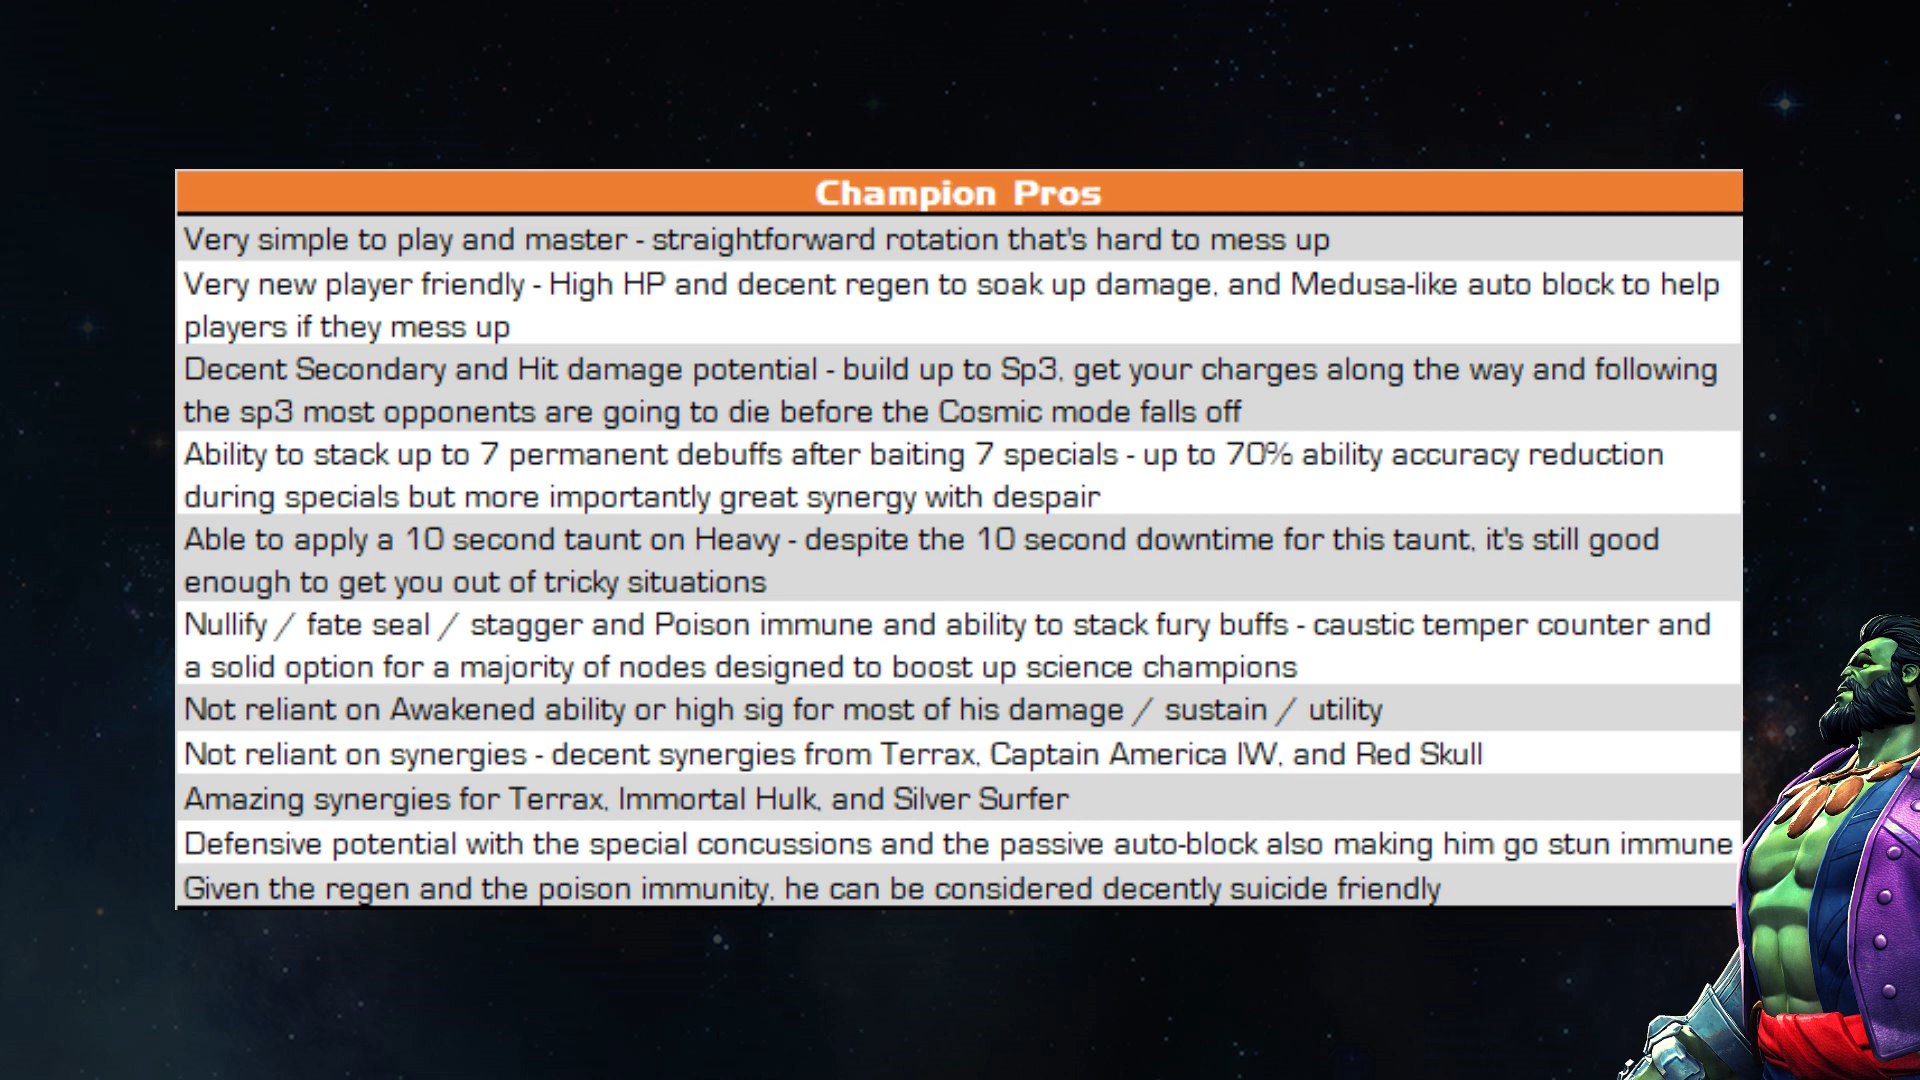 Champion Pros
Very simple to play and master - straightforward rotation that's hard to mess up
Very new player friendly - High HP and decent regen to soak up damage, and Medusa-like auto block to help
players if they mess up
Decent Secondary and Hit damage potential - build up to Sp3, get your charges along the way and following
the sp3 most opponents are going to die before the Cosmic mode falls off
Ability to stack up to 7 permanent debuffs after baiting 7 specials - up to 70% ability accuracy reduction
during specials but more importantly great synergy with despair
Able to apply a 10 second taunt on Heavy - despite the 10 second downtime for this taunt, it's still good
enough to get you out of tricky situations
Nullify / fate seal / stagger and Poison immune and ability to stack fury buffs - caustic temper counter and
a solid option for a majority of nodes designed to boost up science champions
Not reliant on Awakened ability or high sig for most of his damage / sustain / utility
Not reliant on synergies - decent synergies from Terrax, Captain America IW, and Red Skull
Amazing synergies for Terrax, Immortal Hulk, and Silver Surfer
Defensive potential with the special concussions and the passive auto-block also making him go stun immune
Given the regen and the poison immunity, he can be considered decently suicide friendly